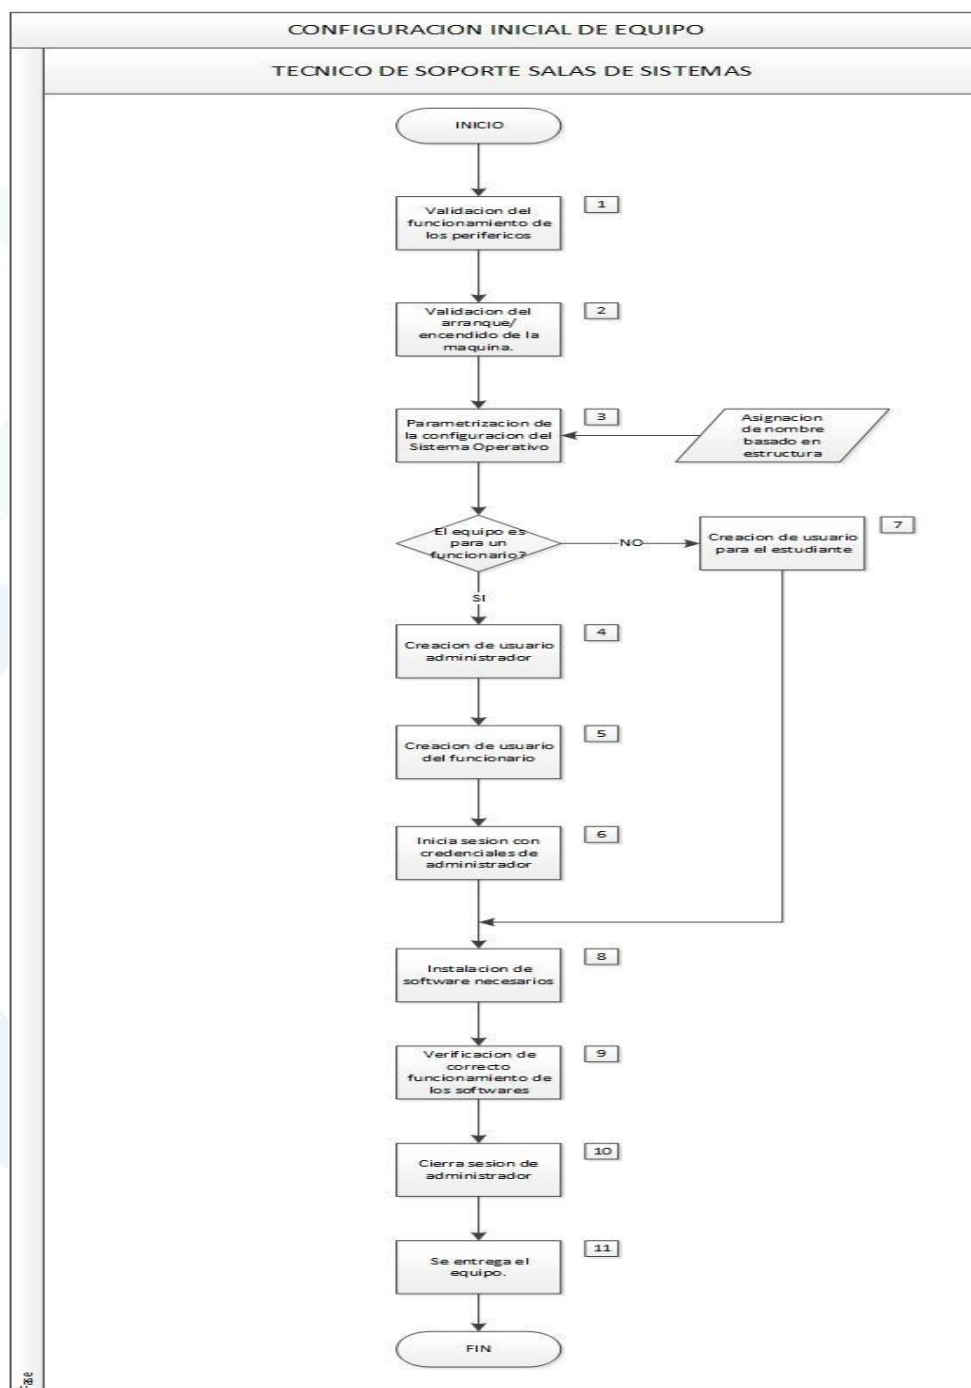 CONFIGURACION INICIAL DE EQUIPO
TECNICO DE SOPORTE SALAS DE SISTEMAS
INICIO
Validacion del
funcionamiento de
los perifericos
1
Validacion del
arranque/
encendido de la
maquina.
2
Parametrizacion de
la configuracion del
Sistema Operativo
3
Asignacion
de nombre
basado en
estructura
El equipo es
para un
funcionario?
NO
Creacion de usuario
para el estudiante
7
SI
Creacion de usuario
administrador
4
Creacion de usuario
del funcionario
5
Inicia sesion con
credenciales de
administrador
6
Instalacion de
software necesarios
8
Verificacion de
correcto
funcionamiento de
los softwares
9
Cierra sesion de
administrador
10
Se entrega el
equipo.
11
FIN
Fase